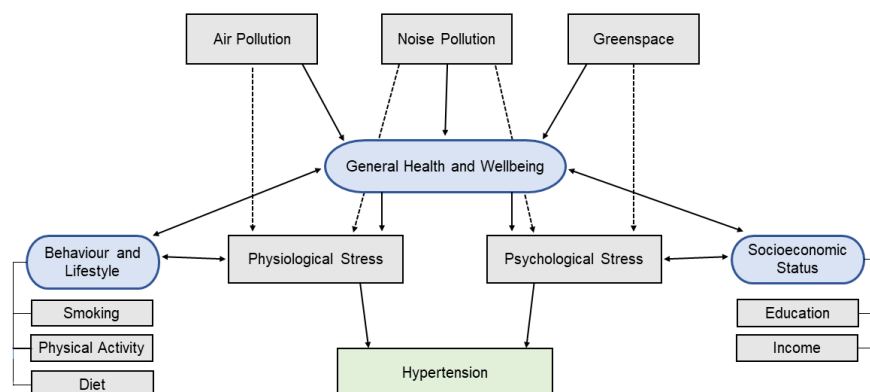 Air Pollution
Noise Pollution
Greenspace
General Health and Wellbeing
Behaviour and
Lifestyle
Physiological Stress
Psychological Stress
Socioeconomic
Status
Smoking
Education
Physical Activity
Income
Diet
Hypertension